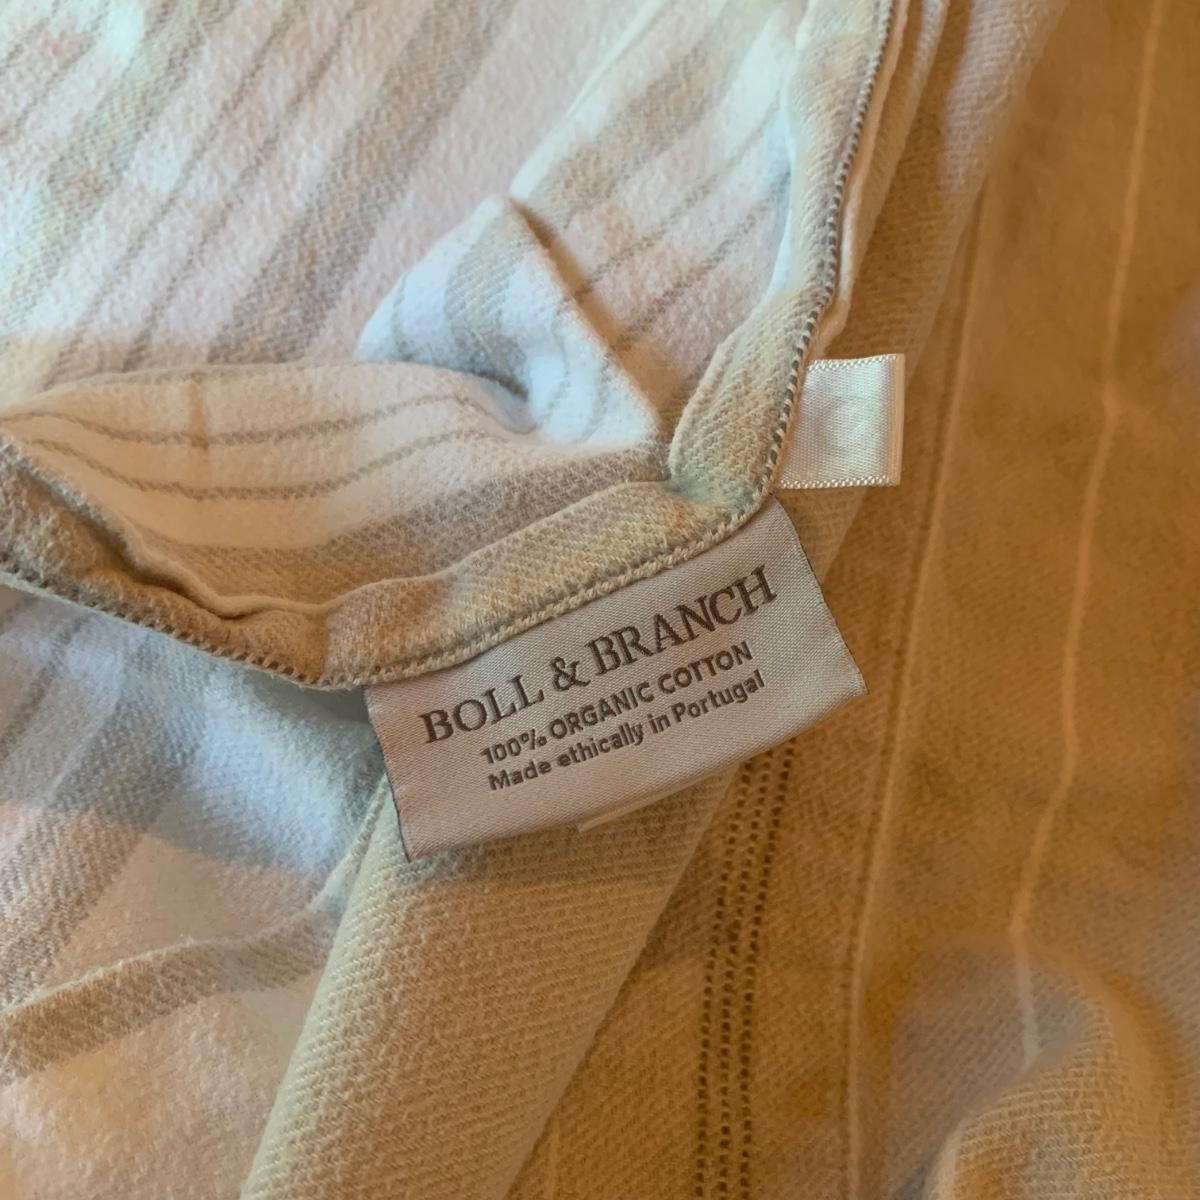 BOLL & BRANCH
100% ORGANIC COTTON
Made ethically in Portugal